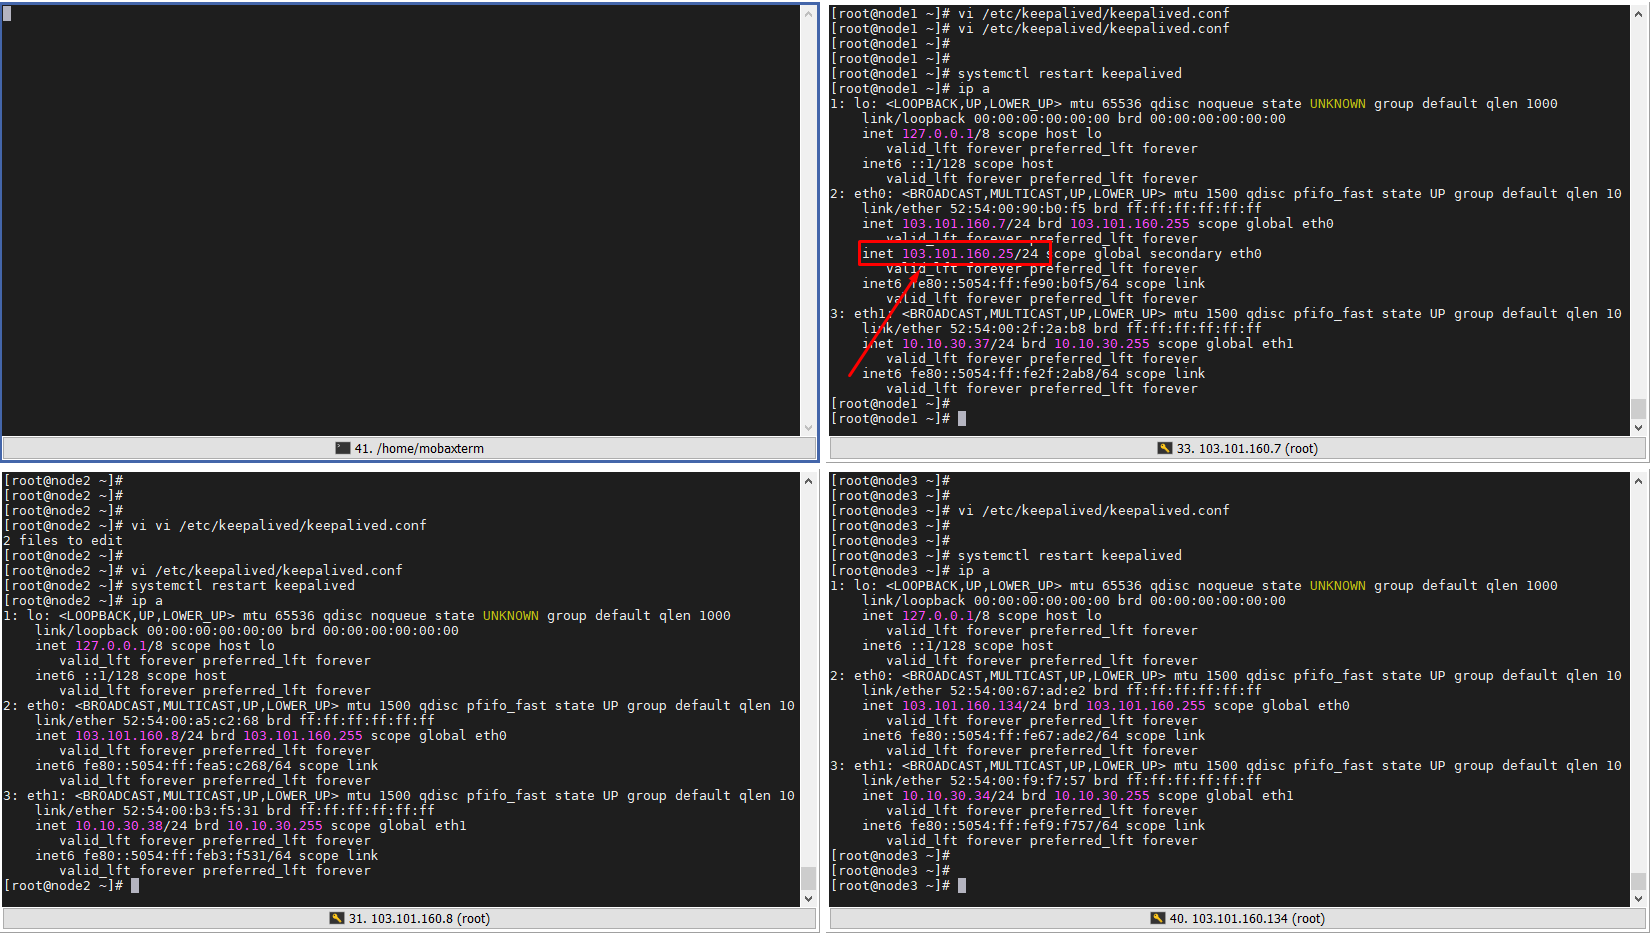 41. /home/mobaxterm
[root@node1 ~]# vi /etc/keepalived/keepalived.conf
[root@node1 ~]# vi /etc/keepalived/keepalived.conf
[root@node1 ~]#
[root@node1 ~]#
[root@node1 ~]# systemctl restart keepalived
[root@node1 ~]# ip a
1: lo: <LOOPBACK,UP,LOWER_UP> mtu 65536 qdisc noqueue state UNKNOWN group default qlen 1000
    link/loopback 00:00:00:00:00:00 brd 00:00:00:00:00:00
    inet 127.0.0.1/8 scope host lo
       valid_lft forever preferred_lft forever
    inet6 ::1/128 scope host
       valid_lft forever preferred_lft forever
2: eth0: <BROADCAST,MULTICAST,UP,LOWER_UP> mtu 1500 qdisc pfifo_fast state UP group default qlen 10
    link/ether 52:54:00:90:b0:f5 brd ff:ff:ff:ff:ff:ff
    inet 103.101.160.7/24 brd 103.101.160.255 scope global eth0
       valid_lft forever preferred_lft forever
    inet 103.101.160.25/24 scope global secondary eth0
       valid_lft forever preferred_lft forever
    inet6 fe80::5054:ff:fe90:b0f5/64 scope link
       valid_lft forever preferred_lft forever
3: eth1: <BROADCAST,MULTICAST,UP,LOWER_UP> mtu 1500 qdisc pfifo_fast state UP group default qlen 10
    link/ether 52:54:00:2f:2a:b8 brd ff:ff:ff:ff:ff:ff
    inet 10.10.30.37/24 brd 10.10.30.255 scope global eth1
       valid_lft forever preferred_lft forever
    inet6 fe80::5054:ff:fe2f:2ab8/64 scope link
       valid_lft forever preferred_lft forever
[root@node1 ~]#
[root@node1 ~]#
33. 103.101.160.7 (root)
[root@node2 ~]#
[root@node2 ~]#
[root@node2 ~]#
[root@node2 ~]# vi vi /etc/keepalived/keepalived.conf
2 files to edit
[root@node2 ~]#
[root@node2 ~]# vi /etc/keepalived/keepalived.conf
[root@node2 ~]# systemctl restart keepalived
[root@node2 ~]# ip a
1: lo: <LOOPBACK,UP,LOWER_UP> mtu 65536 qdisc noqueue state UNKNOWN group default qlen 1000
    link/loopback 00:00:00:00:00:00 brd 00:00:00:00:00:00
    inet 127.0.0.1/8 scope host lo
       valid_lft forever preferred_lft forever
    inet6 ::1/128 scope host
       valid_lft forever preferred_lft forever
2: eth0: <BROADCAST,MULTICAST,UP,LOWER_UP> mtu 1500 qdisc pfifo_fast state UP group default qlen 10
    link/ether 52:54:00:a5:c2:68 brd ff:ff:ff:ff:ff:ff
    inet 103.101.160.8/24 brd 103.101.160.255 scope global eth0
       valid_lft forever preferred_lft forever
    inet6 fe80::5054:ff:fea5:c268/64 scope link
       valid_lft forever preferred_lft forever
3: eth1: <BROADCAST,MULTICAST,UP,LOWER_UP> mtu 1500 qdisc pfifo_fast state UP group default qlen 10
    link/ether 52:54:00:b3:f5:31 brd ff:ff:ff:ff:ff:ff
    inet 10.10.30.38/24 brd 10.10.30.255 scope global eth1
       valid_lft forever preferred_lft forever
    inet6 fe80::5054:ff:feb3:f531/64 scope link
       valid_lft forever preferred_lft forever
[root@node2 ~]#
31. 103.101.160.8 (root)
[root@node3 ~]#
[root@node3 ~]#
[root@node3 ~]# vi /etc/keepalived/keepalived.conf
[root@node3 ~]#
[root@node3 ~]#
[root@node3 ~]# systemctl restart keepalived
[root@node3 ~]# ip a
1: lo: <LOOPBACK,UP,LOWER_UP> mtu 65536 qdisc noqueue state UNKNOWN group default qlen 1000
    link/loopback 00:00:00:00:00:00 brd 00:00:00:00:00:00
    inet 127.0.0.1/8 scope host lo
       valid_lft forever preferred_lft forever
    inet6 ::1/128 scope host
       valid_lft forever preferred_lft forever
2: eth0: <BROADCAST,MULTICAST,UP,LOWER_UP> mtu 1500 qdisc pfifo_fast state UP group default qlen 10
    link/ether 52:54:00:67:ad:e2 brd ff:ff:ff:ff:ff:ff
    inet 103.101.160.134/24 brd 103.101.160.255 scope global eth0
       valid_lft forever preferred_lft forever
    inet6 fe80::5054:ff:fe67:ade2/64 scope link
       valid_lft forever preferred_lft forever
3: eth1: <BROADCAST,MULTICAST,UP,LOWER_UP> mtu 1500 qdisc pfifo_fast state UP group default qlen 10
    link/ether 52:54:00:f9:f7:57 brd ff:ff:ff:ff:ff:ff
    inet 10.10.30.34/24 brd 10.10.30.255 scope global eth1
       valid_lft forever preferred_lft forever
    inet6 fe80::5054:ff:fef9:f757/64 scope link
       valid_lft forever preferred_lft forever
[root@node3 ~]#
[root@node3 ~]#
[root@node3 ~]#
40. 103.101.160.134 (root)